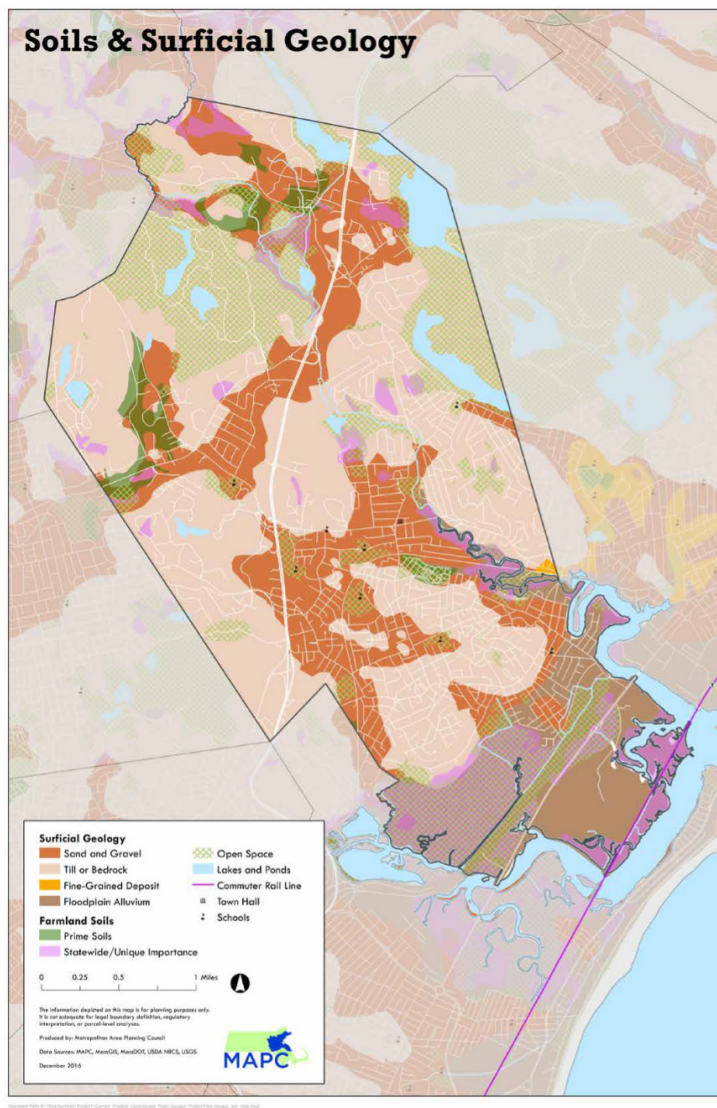 Soils & Surficial Geology
Surficial Geology
Sand and Gravel
Till or Bedrock
Fine-Grained Deposit
Floodplain Alluvium
Farmland Soils
Prime Soils
Statewide/Unique Importance
Open Space
Lakes and Ponds
Commuter Rail Line
Town Hall
Schools
0 0.25 0.5 1 Miles
The information depicted on this map is for planning purposes only.
It is not adequate for legal boundary definition, regulatory
interpretation, or parcel-level analyses.
Produced by: Metropolitan Area Planning Council
Data Sources: MAPC, MassGIS, MassDOT, USDA NRCS, USGS
December 2016
MAPC